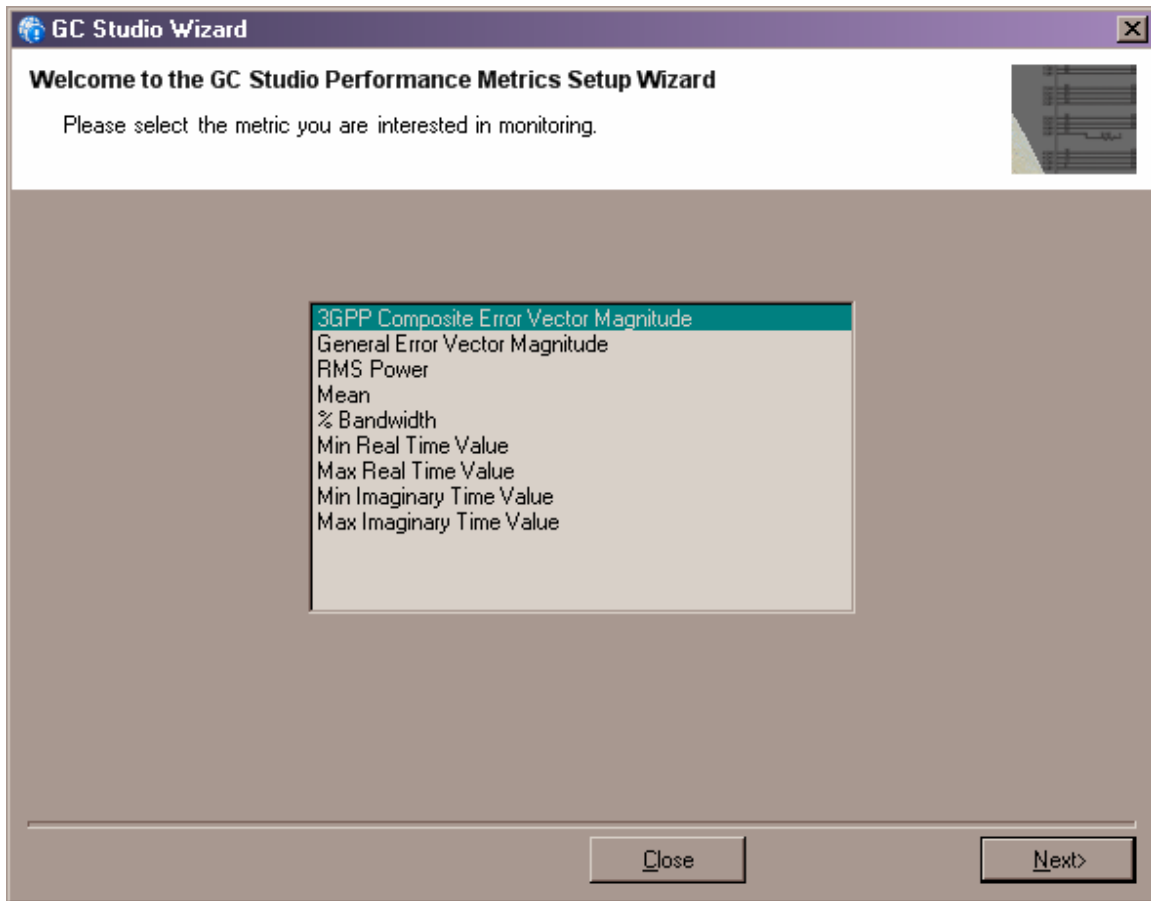 GC Studio Wizard
Welcome to the GC Studio Performance Metrics Setup Wizard
Please select the metric you are interested in monitoring.
3GPP Composite Error Vector Magnitude
General Error Vector Magnitude
RMS Power
Mean
% Bandwidth
Min Real Time Value
Max Real Time Value
Min Imaginary Time Value
Max Imaginary Time Value
Close
Next>